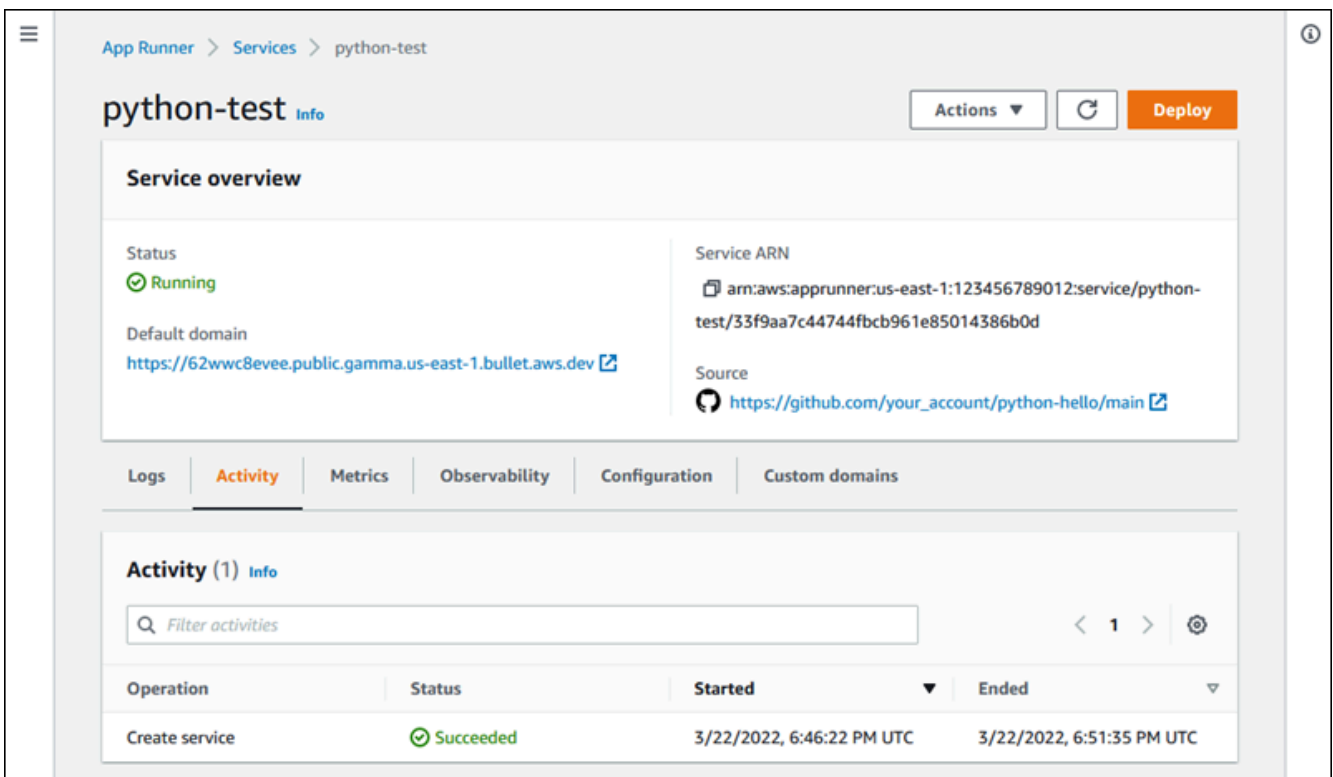 App Runner > Services > python-test
python-test Info
Actions ▼
Deploy
Service overview
Status
Running
Default domain
https://62wwc8evee.public.gamma.us-east-1.bullet.aws.dev
Service ARN
arn:aws:apprunner:us-east-1:123456789012:service/python-
test/33f9aa7c44744fbcb961e85014386b0d
Source
https://github.com/your_account/python-hello/main
Logs Activity Metrics Observability Configuration Custom domains
Activity (1) Info
Filter activities
< 1 >
Operation Status Started Ended
Create service Succeeded 3/22/2022, 6:46:22 PM UTC 3/22/2022, 6:51:35 PM UTC